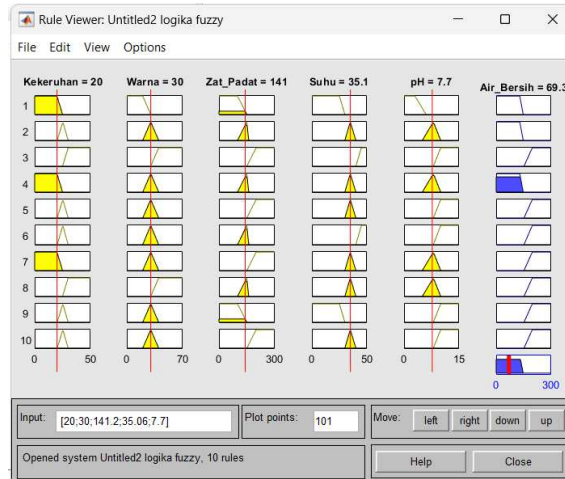 Rule Viewer: Untitled2 logika fuzzy
File Edit View Options
Kekeruhan = 20 Warna = 30 Zat_Padat = 141 Suhu = 35.1 pH = 7.7 Air_Bersih = 69.3
1
2
3
4
5
6
7
8
9
10
0 50 0 70 0 300 0 50 0 15
0 300
Input: [20;30;141.2;35.06;7.7] Plot points: 101 Move: left right down up
Opened system Untitled2 logika fuzzy, 10 rules Help Close